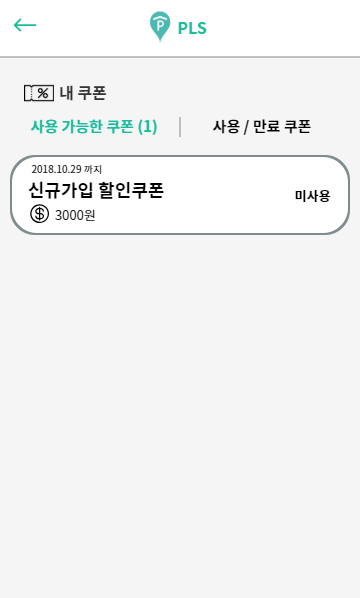 PLS
내 쿠폰
사용 가능한 쿠폰 (1)
사용 / 만료 쿠폰
2018.10.29 까지
신규가입 할인쿠폰
미사용
3000원